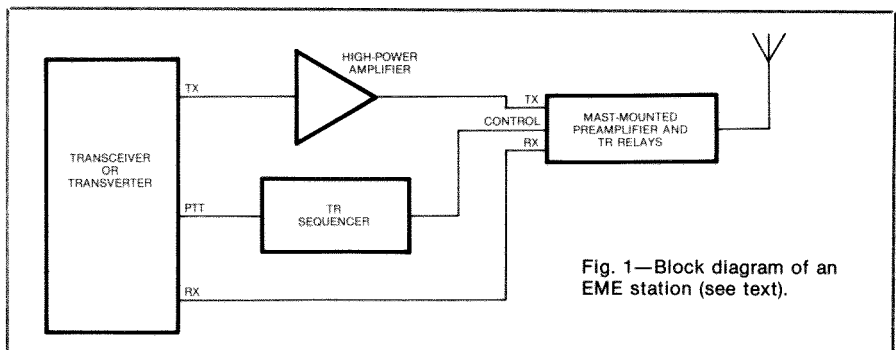 HIGH-POWER
AMPLIFIER
TX
TX
CONTROL
RX
MAST-MOUNTED
PREAMPLIFIER AND
TR RELAYS
TRANSCEIVER
OR
TRANSVERTER
PTT
TR
SEQUENCER
RX
Fig. 1—Block diagram of an
EME station (see text).